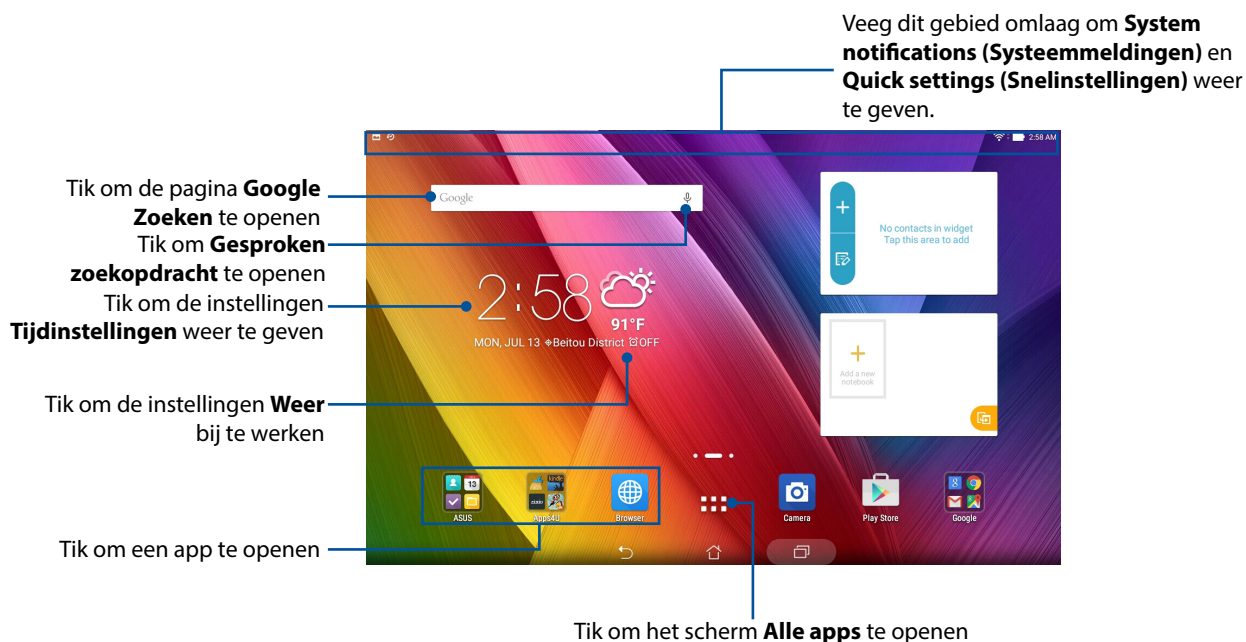 Veeg dit gebied omlaag om System
notifications (Systeemmeldingen) en
Quick settings (Snelinstellingen) weer
te geven.
2:58 AM
Tik om de pagina Google
Zoeken te openen
Tik om Gesproken
zoekopdracht te openen
Tik om de instellingen
Tijdinstellingen weer te geven
Tik om de instellingen Weer
bij te werken
Tik om een app te openen
Google
No contacts in widget
Tap this area to add
2:58
91°F
MON, JUL 13 Beitou District OFF
Add a new
notebook
13
kindle
ASUS
Apps4U
Browser
Camera
Play Store
Google
Tik om het scherm Alle apps te openen